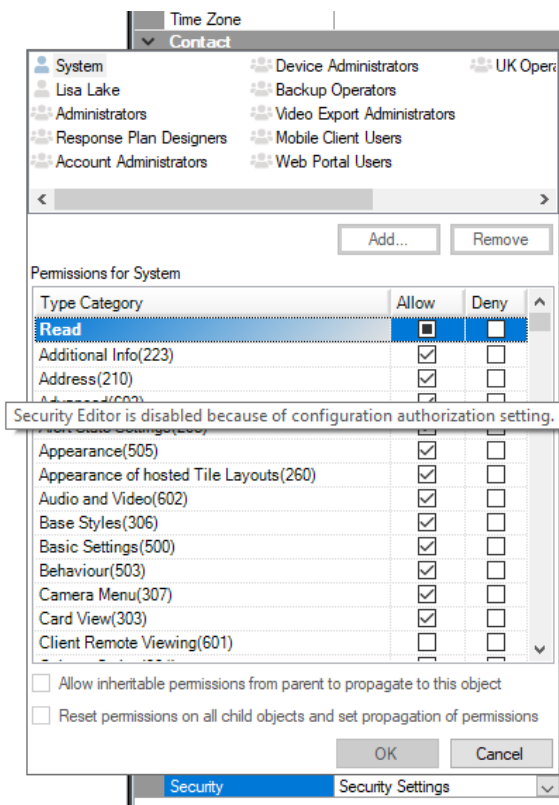 Time Zone
Contact
System
Device Administrators
UK Opera
Lisa Lake
Backup Operators
Administrators
Video Export Administrators
Response Plan Designers
Mobile Client Users
Account Administrators
Web Portal Users
Add...
Remove
Permissions for System
Type Category
Allow
Deny
Read
Additional Info(223)
Address(210)
Security Editor is disabled because of configuration authorization setting.
Appearance(505)
Appearance of hosted Tile Layouts(260)
Audio and Video(602)
Base Styles(306)
Basic Settings(500)
Behaviour(503)
Camera Menu(307)
Card View(303)
Client Remote Viewing(601)
Allow inheritable permissions from parent to propagate to this object
Reset permissions on all child objects and set propagation of permissions
OK
Cancel
Security
Security Settings